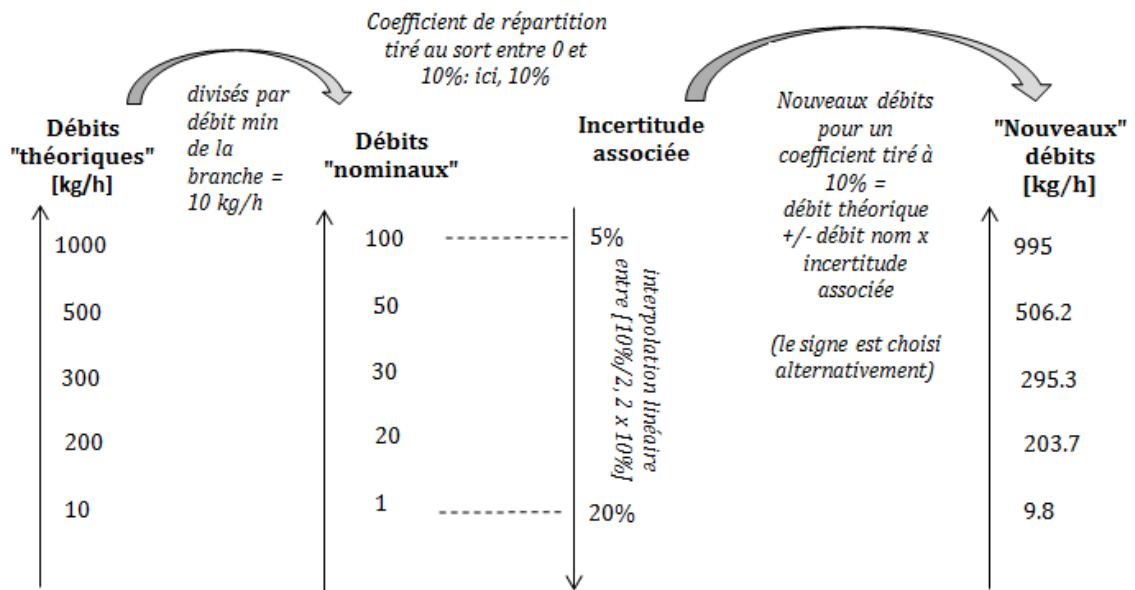 Coefficient de répartition
tiré au sort entre 0 et
10%: ici, 10%
divisés par
débit min
de la
branche =
10 kg/h
Débits
"théoriques"
[kg/h]
Débits
"nominaux"
Incertitude
associée
Nouveaux débits
pour un
coefficient tiré à
10% =
débit théorique
+/- débit nom x
incertitude
associée
(le signe est choisi
alternativement)
"Nouveaux"
débits
[kg/h]
1000
500
300
200
10
100
50
30
20
1
5%
20%
interpolation linéaire
entre [10%/2, 2 x 10%]
995
506.2
295.3
203.7
9.8